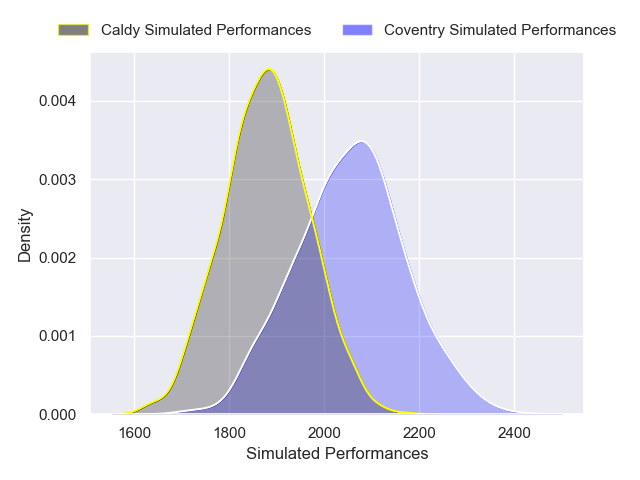 Caldy Simulated Performances
Coventry Simulated Performances
0.004
0.003
0.002
0.001
0.000
Density
1600
1800
2000
2200
2400
Simulated Performances